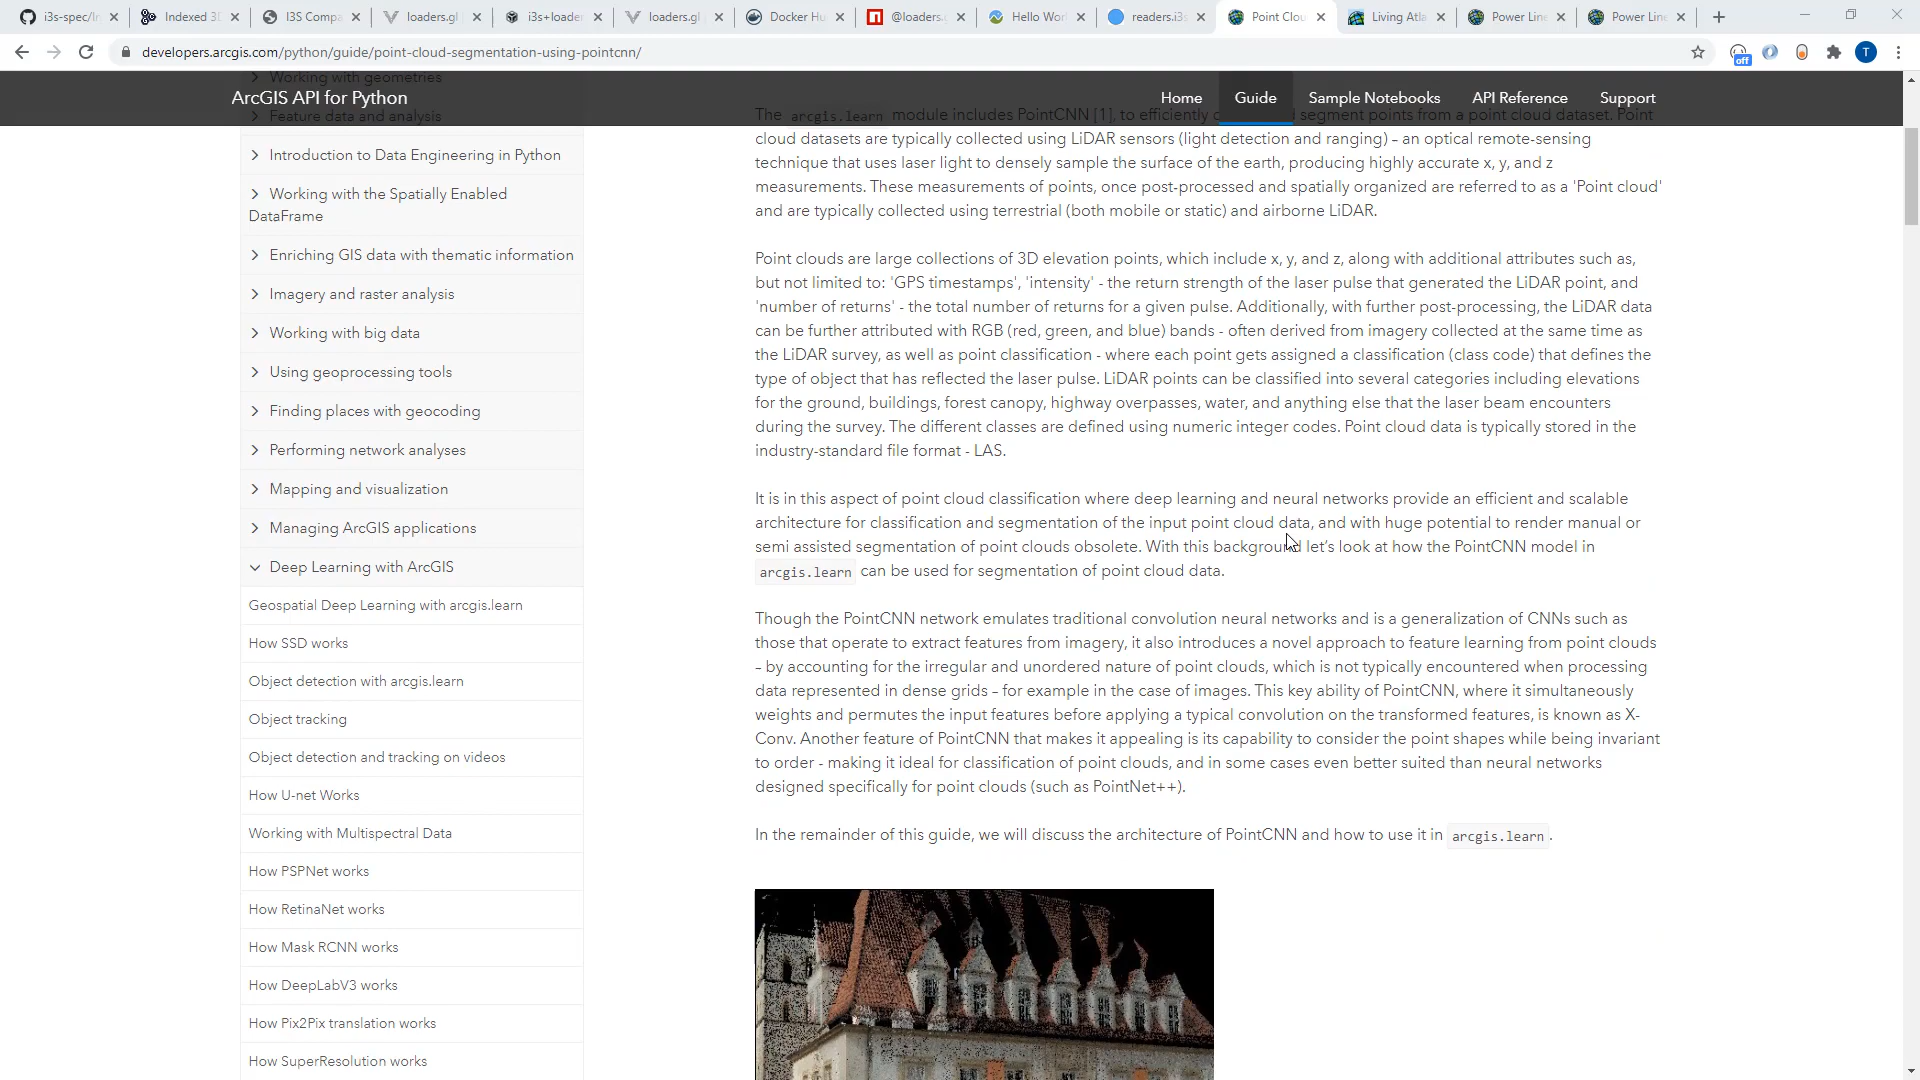 i3s-spec/In
Indexed 3D
I3S Compa
loaders.gl
i3s+loader
loaders.gl
Docker Hu
@loaders.g
Hello Wor
readers.i3s
Point Clou
Living Atla
Power Line
Power Line
developers.arcgis.com/python/guide/point-cloud-segmentation-using-pointcnn/
off
T
ArcGIS API for Python
Home
Guide
Sample Notebooks
API Reference
Support
Working with geometries
Feature data and analysis
Introduction to Data Engineering in Python
Working with the Spatially Enabled
DataFrame
Enriching GIS data with thematic information
Imagery and raster analysis
Working with big data
Using geoprocessing tools
Finding places with geocoding
Performing network analyses
Mapping and visualization
Managing ArcGIS applications
Deep Learning with ArcGIS
Geospatial Deep Learning with arcgis.learn
How SSD works
Object detection with arcgis.learn
Object tracking
Object detection and tracking on videos
How U-net Works
Working with Multispectral Data
How PSPNet works
How RetinaNet works
How Mask RCNN works
How DeepLabV3 works
How Pix2Pix translation works
How SuperResolution works
The arcgis.learn module includes PointCNN [1], to efficiently segment points from a point cloud dataset. Point
cloud datasets are typically collected using LiDAR sensors (light detection and ranging) – an optical remote-sensing
technique that uses laser light to densely sample the surface of the earth, producing highly accurate x, y, and z
measurements. These measurements of points, once post-processed and spatially organized are referred to as a 'Point cloud'
and are typically collected using terrestrial (both mobile or static) and airborne LiDAR.
Point clouds are large collections of 3D elevation points, which include x, y, and z, along with additional attributes such as,
but not limited to: 'GPS timestamps', 'intensity' - the return strength of the laser pulse that generated the LiDAR point, and
'number of returns' - the total number of returns for a given pulse. Additionally, with further post-processing, the LiDAR data
can be further attributed with RGB (red, green, and blue) bands - often derived from imagery collected at the same time as
the LiDAR survey, as well as point classification - where each point gets assigned a classification (class code) that defines the
type of object that has reflected the laser pulse. LiDAR points can be classified into several categories including elevations
for the ground, buildings, forest canopy, highway overpasses, water, and anything else that the laser beam encounters
during the survey. The different classes are defined using numeric integer codes. Point cloud data is typically stored in the
industry-standard file format - LAS.
It is in this aspect of point cloud classification where deep learning and neural networks provide an efficient and scalable
architecture for classification and segmentation of the input point cloud data, and with huge potential to render manual or
semi assisted segmentation of point clouds obsolete. With this background let's look at how the PointCNN model in
arcgis.learn can be used for segmentation of point cloud data.
Though the PointCNN network emulates traditional convolution neural networks and is a generalization of CNNs such as
those that operate to extract features from imagery, it also introduces a novel approach to feature learning from point clouds
– by accounting for the irregular and unordered nature of point clouds, which is not typically encountered when processing
data represented in dense grids – for example in the case of images. This key ability of PointCNN, where it simultaneously
weights and permutes the input features before applying a typical convolution on the transformed features, is known as X-
Conv. Another feature of PointCNN that makes it appealing is its capability to consider the point shapes while being invariant
to order - making it ideal for classification of point clouds, and in some cases even better suited than neural networks
designed specifically for point clouds (such as PointNet++).
In the remainder of this guide, we will discuss the architecture of PointCNN and how to use it in arcgis.learn.